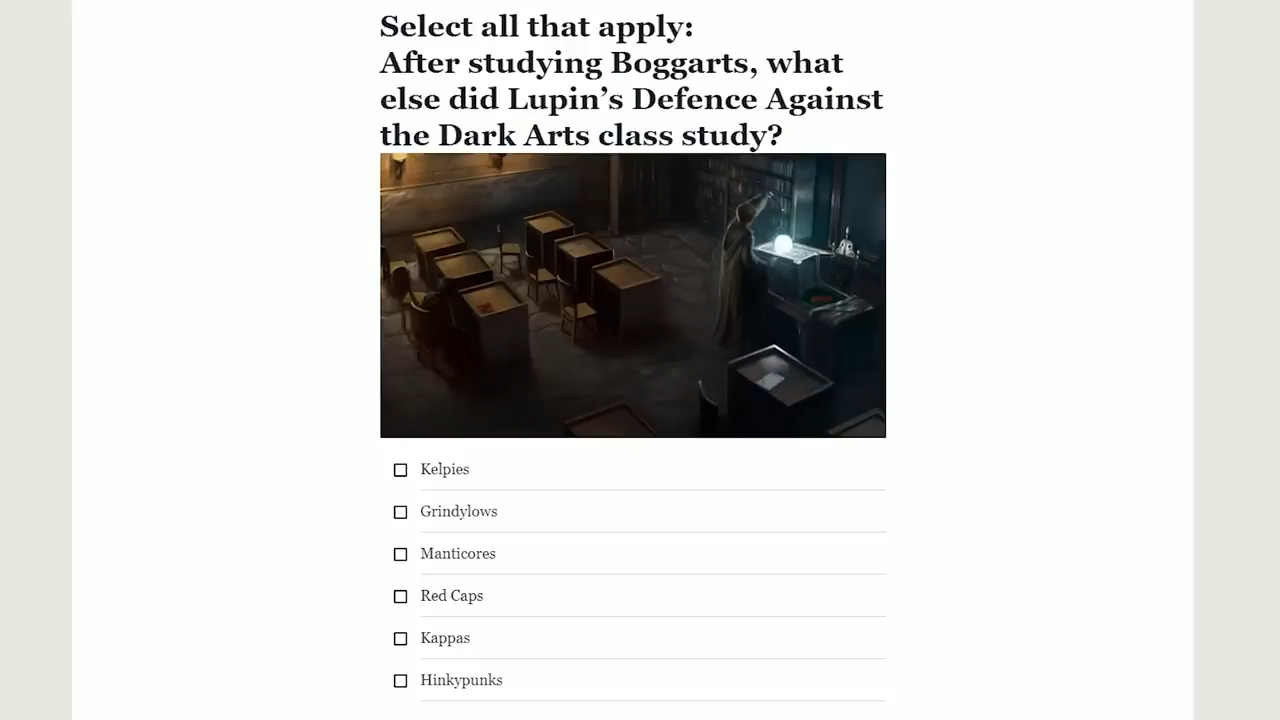 Select all that apply:
After studying Boggarts, what
else did Lupin’s Defence Against
the Dark Arts class study?
Kelpies
Grindylows
Manticores
Red Caps
Kappas
Hinkypunks